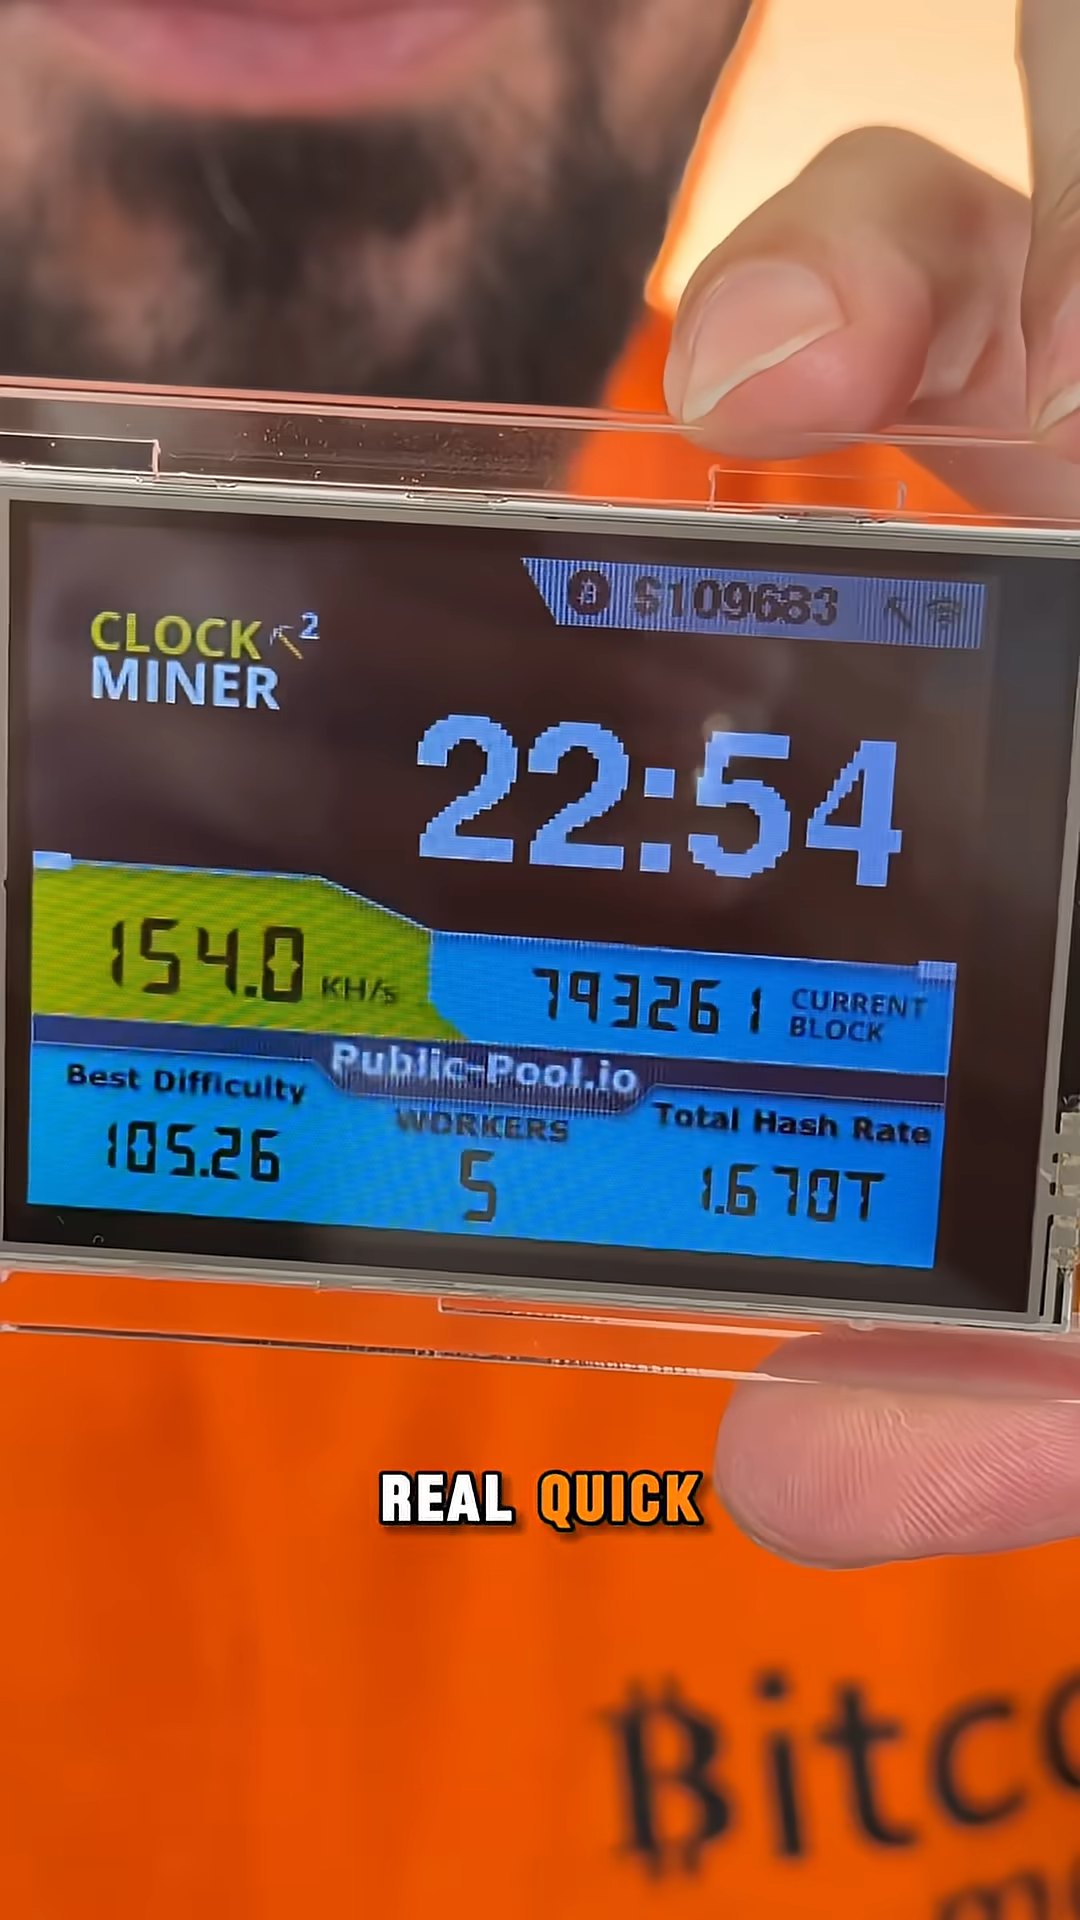 $109683
CLOCK 2
MINER
22:54
154.0 KH/s
793261 CURRENT BLOCK
Public-Pool.io
Best Difficulty
105.26
WORKERS
5
Total Hash Rate
1.670T
REAL QUICK
Bitco